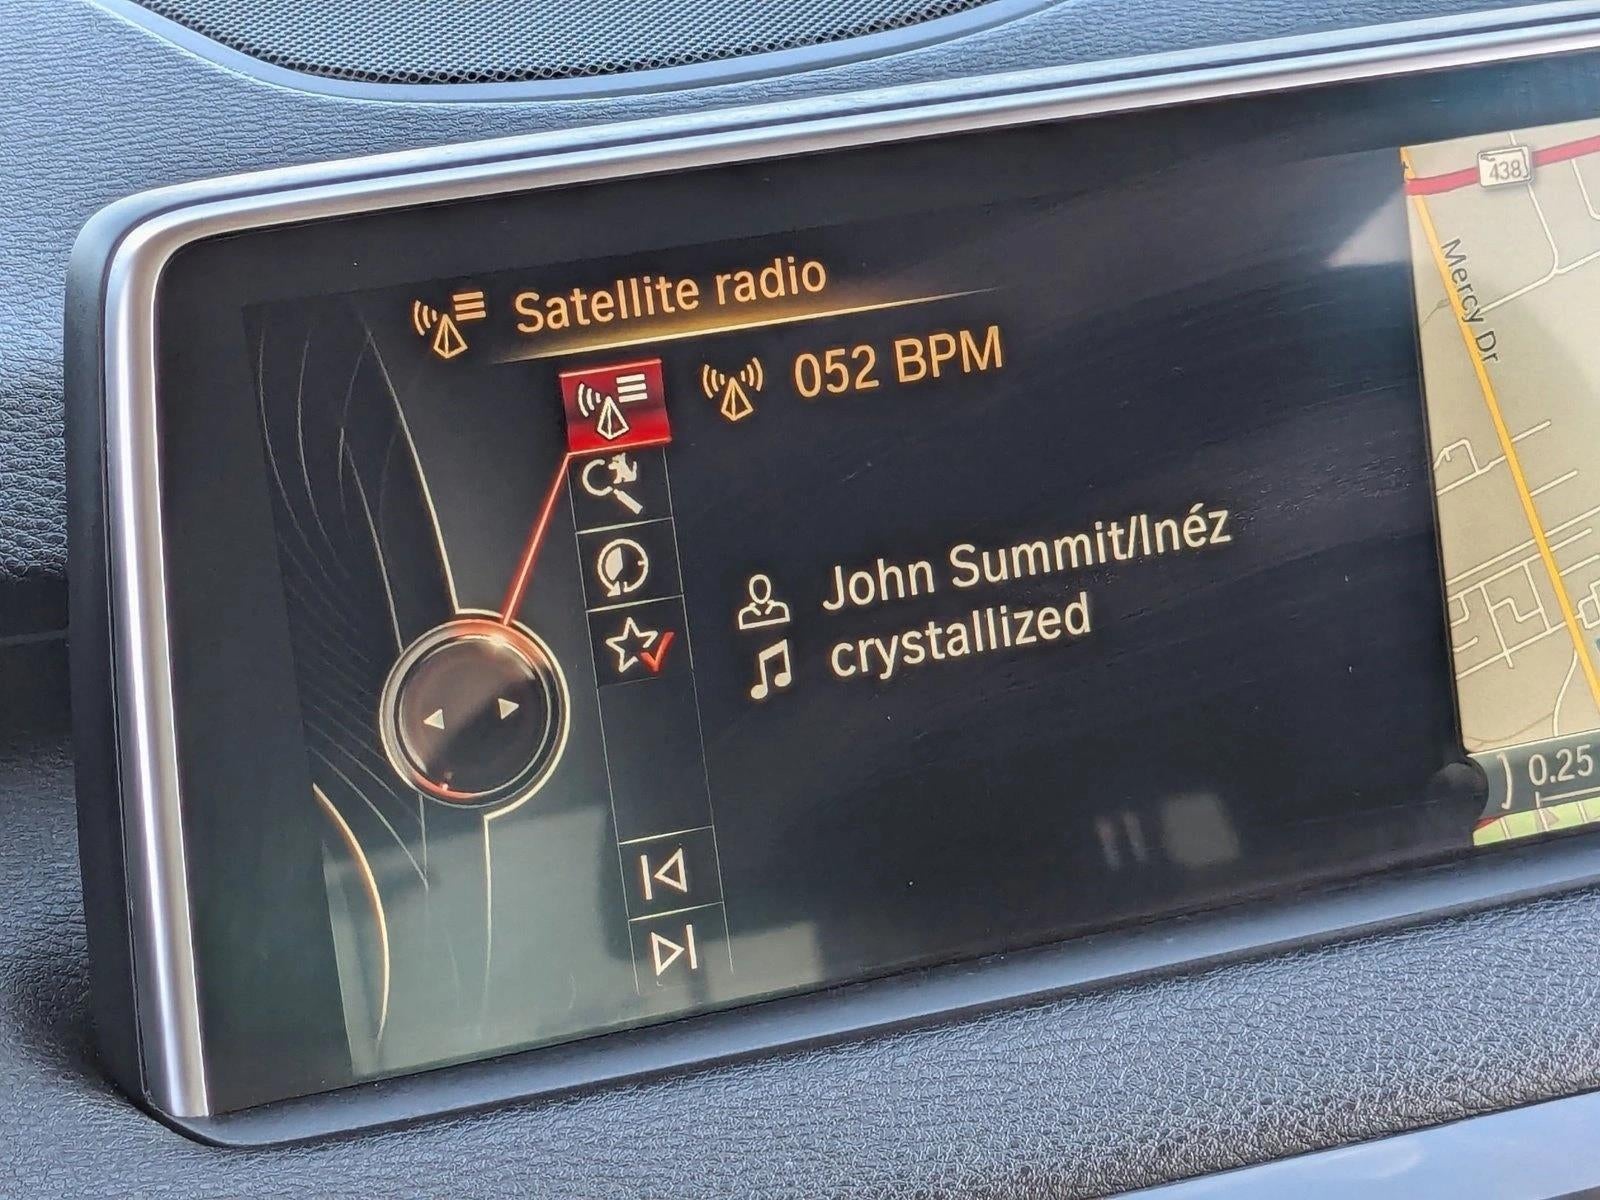 Satellite radio
052 BPM
John Summit/Inéz
crystallized
438
Mercy Dr
0.25